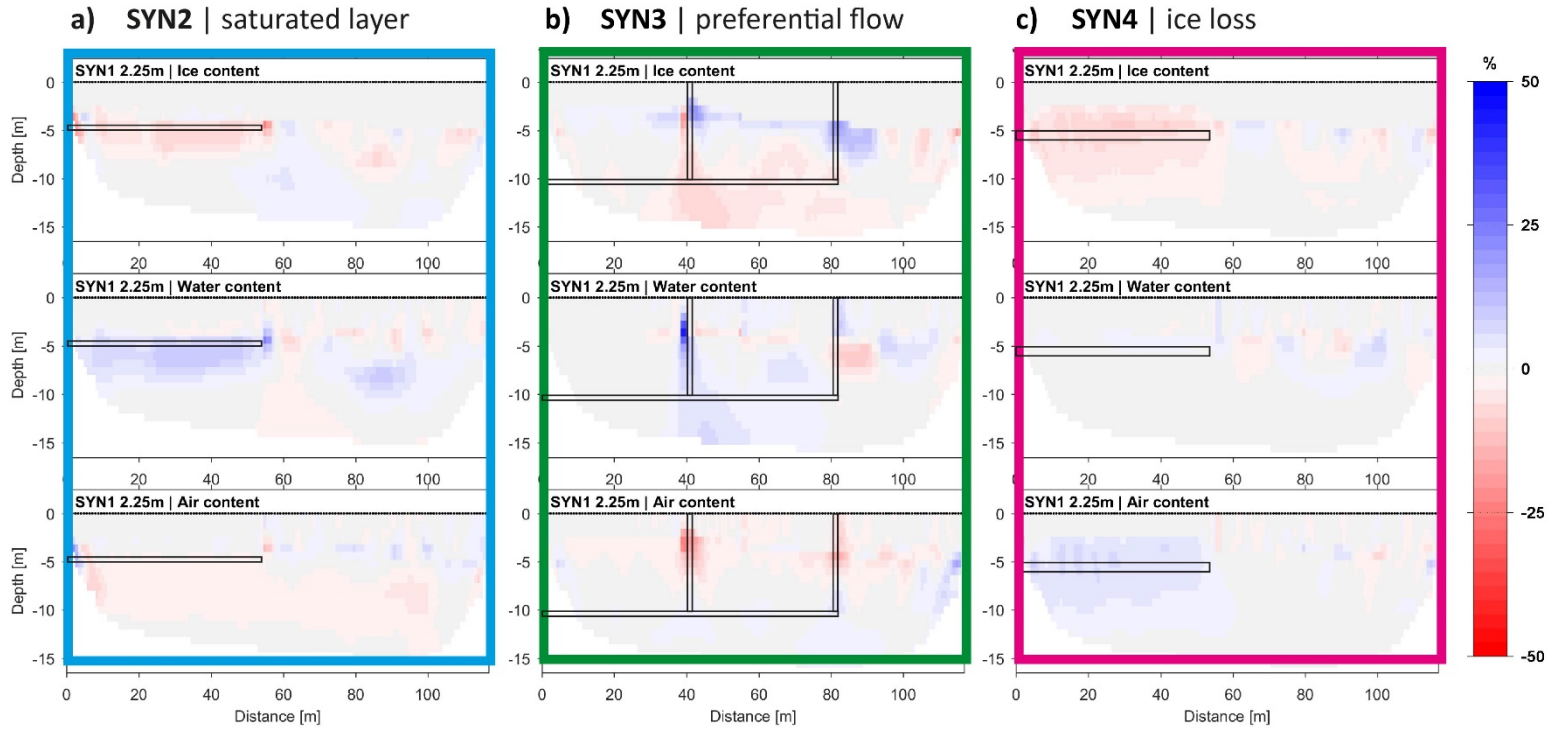 a) SYN2 | saturated layer
b) SYN3 | preferential flow
c) SYN4 | ice loss
SYN1 2.25m | Ice content
0
-5
-10
-15
Depth [m]
0 20 40 60 80 100
SYN1 2.25m | Water content
0
-5
-10
-15
Depth [m]
0 20 40 60 80 100
SYN1 2.25m | Air content
0
-5
-10
-15
Depth [m]
0 20 40 60 80 100
Distance [m]
SYN1 2.25m | Ice content
0
-5
-10
-15
0 20 40 60 80 100
SYN1 2.25m | Water content
0
-5
-10
-15
0 20 40 60 80 100
SYN1 2.25m | Air content
0
-5
-10
-15
0 20 40 60 80 100
Distance [m]
SYN1 2.25m | Ice content
0
-5
-10
-15
0 20 40 60 80 100
SYN1 2.25m | Water content
0
-5
-10
-15
0 20 40 60 80 100
SYN1 2.25m | Air content
0
-5
-10
-15
0 20 40 60 80 100
Distance [m]
%
50
25
0
-25
-50